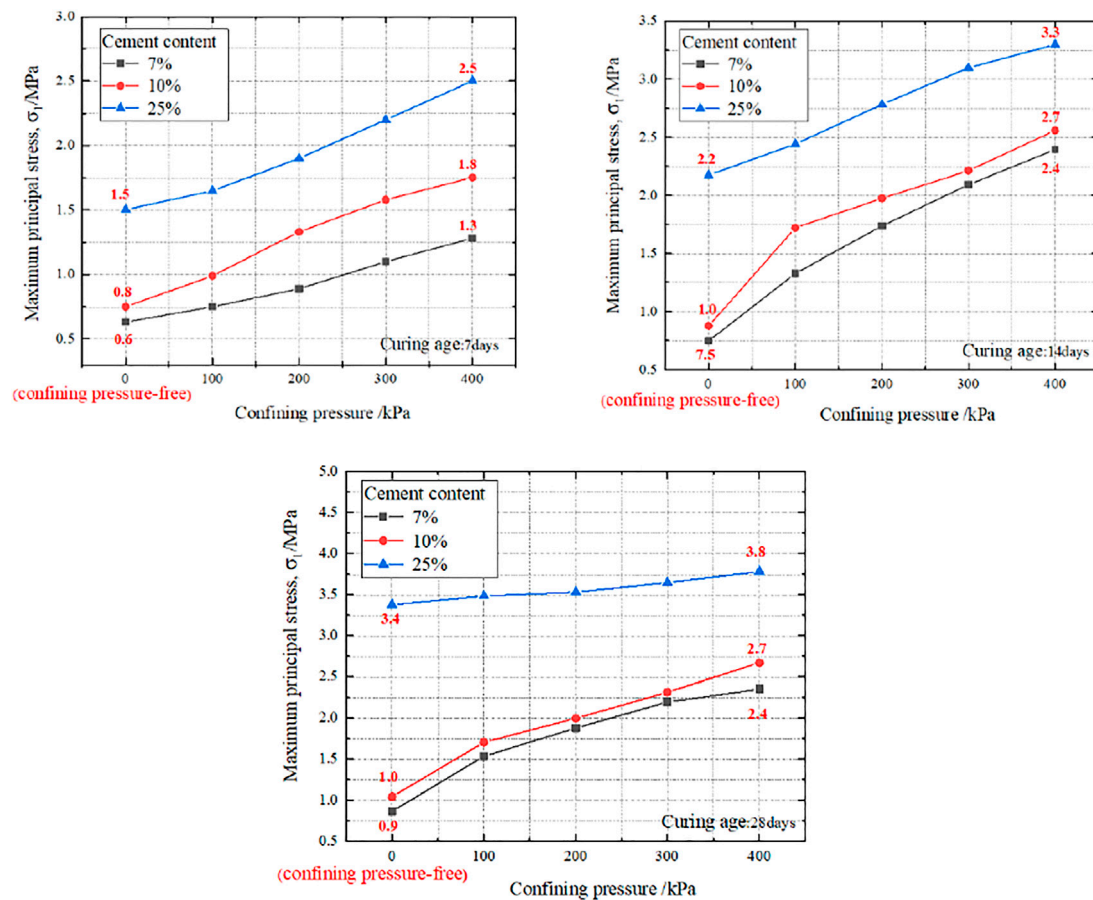 Maximum principal stress, σ₁/MPa
3.0
2.5
2.0
1.5
1.0
0.5
Cement content
7%
10%
25%
2.5
1.8
1.5
1.3
0.8
0.6
Curing age:7days
0 100 200 300 400
(confining pressure-free)
Confining pressure /kPa
Maximum principal stress, σ₁/MPa
3.5
3.0
2.5
2.0
1.5
1.0
0.5
Cement content
7%
10%
25%
3.3
2.7
2.4
2.2
1.0
7.5
Curing age:14days
0 100 200 300 400
(confining pressure-free)
Confining pressure /kPa
Maximum principal stress, σ₁/MPa
5.0
4.5
4.0
3.5
3.0
2.5
2.0
1.5
1.0
0.5
Cement content
7%
10%
25%
3.8
3.4
2.7
2.4
1.0
0.9
Curing age:28days
0 100 200 300 400
(confining pressure-free)
Confining pressure /kPa